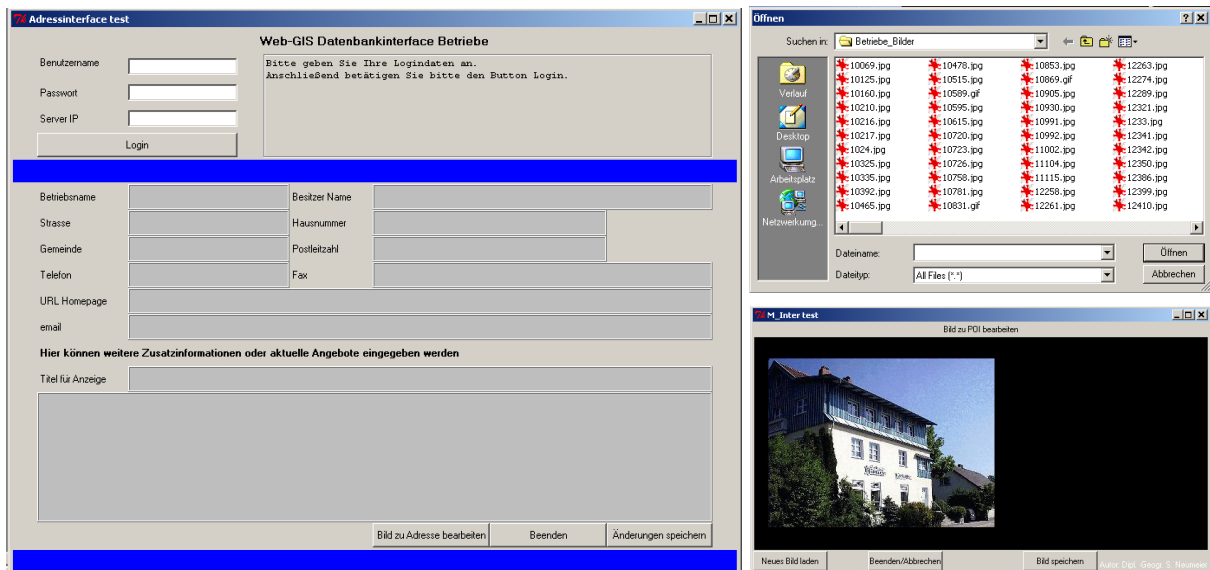 Adressinterface test
Web-GIS Datenbankinterface Betriebe
Benutzername
Passwort
Server IP
Login
Bitte geben Sie Ihre Logindaten an.
Anschließend betätigen Sie bitte den Button Login.
Betriebsname
Besitzer Name
Strasse
Hausnummer
Gemeinde
Postleitzahl
Telefon
Fax
URL Homepage
email
Hier können weitere Zusatzinformationen oder aktuelle Angebote eingegeben werden
Titel für Anzeige
Bild zu Adresse bearbeiten
Beenden
Änderungen speichern
Öffnen
Suchen in:
Betriebe_Bilder
Verlauf
Desktop
Arbeitsplatz
Netzwerkumg...
10069.jpg
10125.jpg
10160.jpg
10210.jpg
10216.jpg
10217.jpg
1024.jpg
10325.jpg
10335.jpg
10392.jpg
10465.jpg
10478.jpg
10515.jpg
10589.gif
10595.jpg
10615.jpg
10720.jpg
10723.jpg
10726.jpg
10758.jpg
10781.jpg
10831.gif
10853.jpg
10869.gif
10905.jpg
10930.jpg
10991.jpg
10992.jpg
11002.jpg
11104.jpg
11115.jpg
12258.jpg
12261.jpg
12263.jpg
12274.jpg
12289.jpg
12321.jpg
1233.jpg
12341.jpg
12342.jpg
12350.jpg
12386.jpg
12399.jpg
12410.jpg
Dateiname:
Öffnen
Dateityp:
All Files (*.*)
Abbrechen
M_Inter test
Bild zu POI bearbeiten
Neues Bild laden
Beenden/Abbrechen
Bild speichern
Autor: Dipl.-Geogr. S. Neumeier